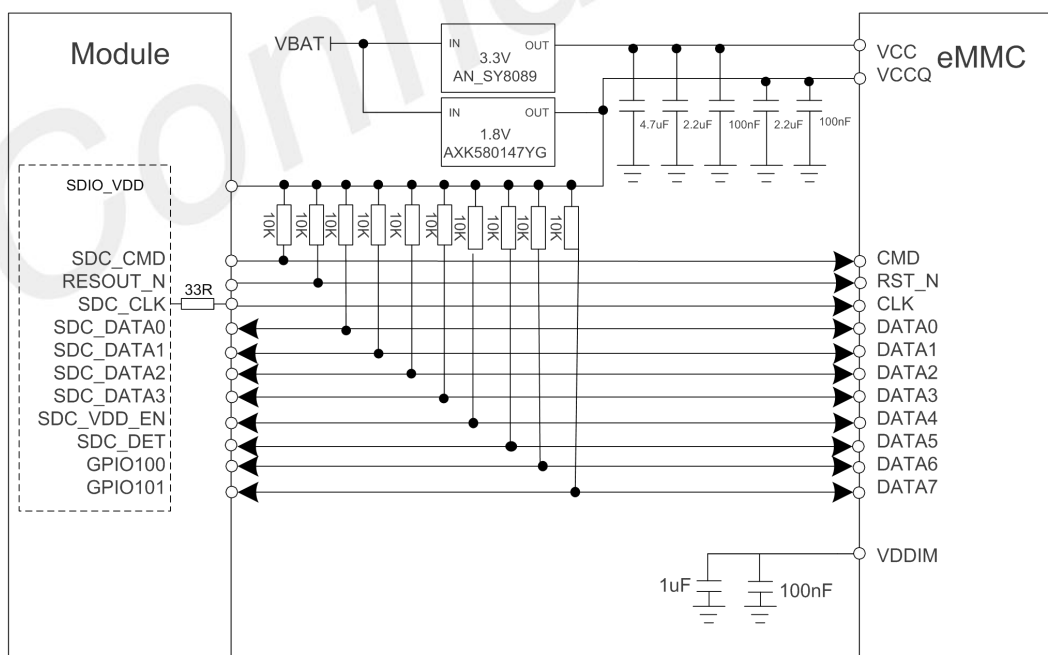 Confid
Module
VBAT
IN
OUT
3.3V
AN_SY8089
IN
OUT
1.8V
AXK580147YG
VCC
VCCQ
eMMC
4.7uF
2.2uF
100nF
2.2uF
100nF
SDIO_VDD
10K
10K
10K
10K
10K
10K
10K
10K
10K
10K
SDC_CMD
RESOUT_N
SDC_CLK
33R
SDC_DATA0
SDC_DATA1
SDC_DATA2
SDC_DATA3
SDC_VDD_EN
SDC_DET
GPIO100
GPIO101
CMD
RST_N
CLK
DATA0
DATA1
DATA2
DATA3
DATA4
DATA5
DATA6
DATA7
VDDIM
1uF
100nF